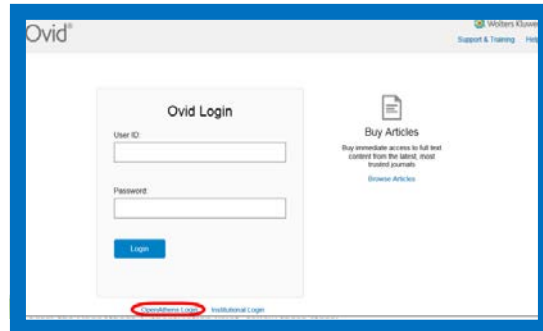 Ovid®
Wolters Kluwer
Support & Training Help
Ovid Login
User ID:
Password:
Login
OpenAthens Login Institutional Login
Buy Articles
Buy immediate access to full text
content from the latest, most
trusted journals
Browse Articles